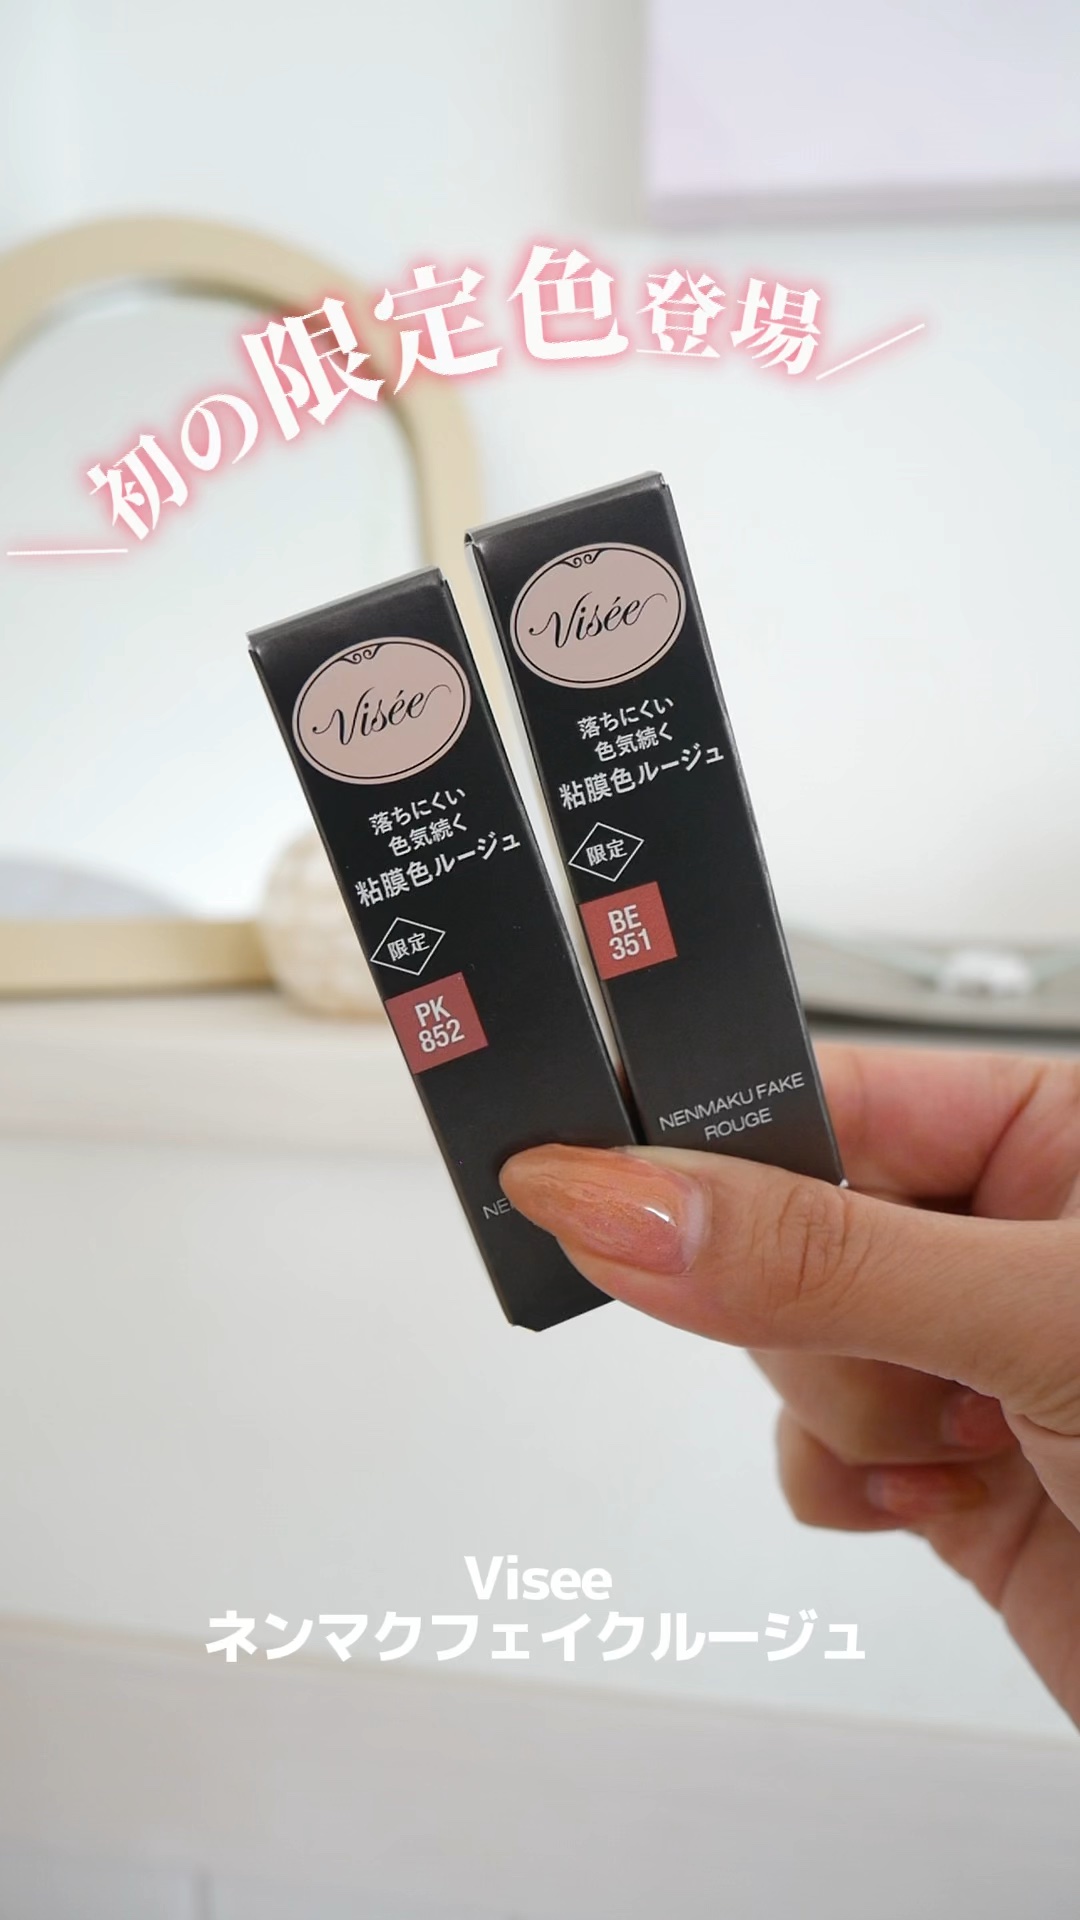 初の限定色登場
Visée
落ちにくい
色気続く
粘膜色ルージュ
限定
PK
852
Visée
落ちにくい
色気続く
粘膜色ルージュ
限定
BE
351
NENMAKU FAKE
ROUGE
Visee
ネンマクフェイクルージュ